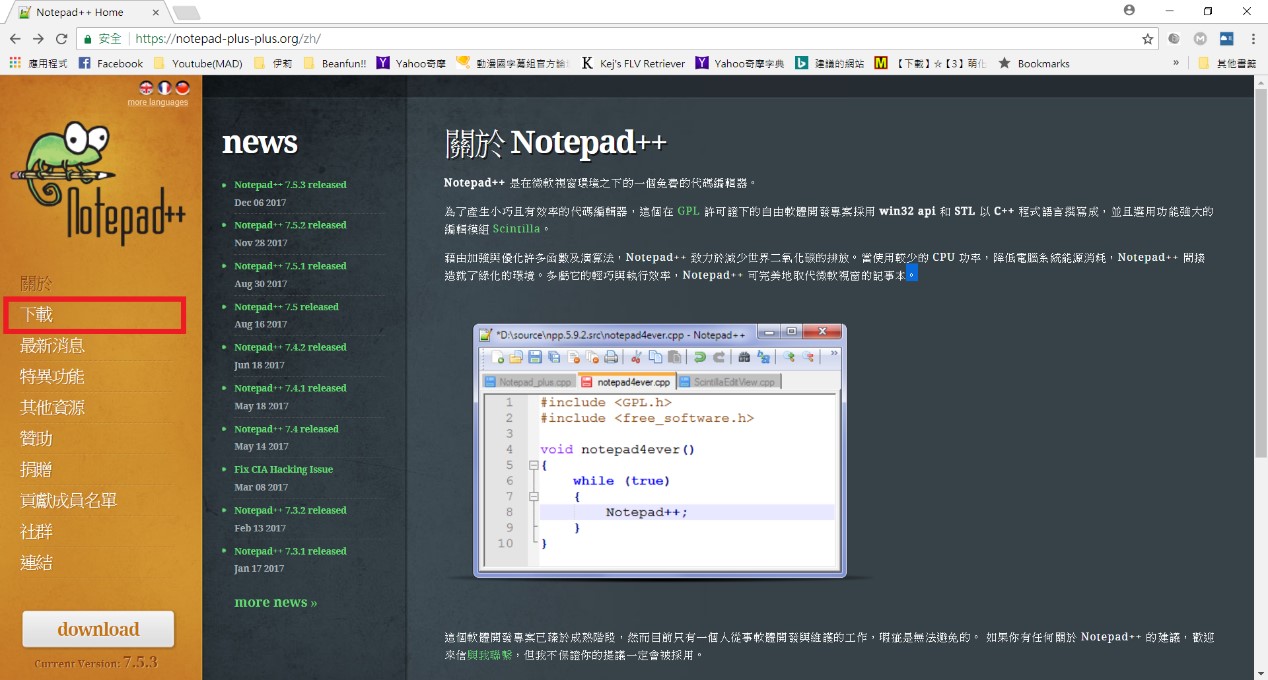 Notepad++ Home
安全
https://notepad-plus-plus.org/zh/
應用程式
Facebook
Youtube(MAD)
伊莉
Beanfun!!
Yahoo奇摩
動漫國字萬組官方論
Kej's FLV Retriever
Yahoo奇摩字典
建議的網站
【下載】☆【3】萌化
Bookmarks
»
其他書籤
more languages
Notepad++
關於
下載
最新消息
特異功能
其他資源
贊助
捐贈
貢獻成員名單
社群
連結
download
Current Version: 7.5.3
news
Notepad++ 7.5.3 released
Dec 06 2017
Notepad++ 7.5.2 released
Nov 28 2017
Notepad++ 7.5.1 released
Aug 30 2017
Notepad++ 7.5 released
Aug 16 2017
Notepad++ 7.4.2 released
Jun 18 2017
Notepad++ 7.4.1 released
May 18 2017
Notepad++ 7.4 released
May 14 2017
Fix CIA Hacking Issue
Mar 08 2017
Notepad++ 7.3.2 released
Feb 13 2017
Notepad++ 7.3.1 released
Jan 17 2017
more news »
關於 Notepad++
Notepad++ 是在微軟視窗環境之下的一個免費的代碼編輯器。
為了產生小巧且有效率的代碼編輯器，這個在 GPL 許可證下的自由軟體開發專案採用 win32 api 和 STL 以 C++ 程式語言撰寫成，並且選用功能強大的
編輯模組 Scintilla。
藉由加強與優化許多函數及演算法，Notepad++ 致力於減少世界二氧化碳的排放。當使用較少的 CPU 功率，降低電腦系統能源消耗，Notepad++ 間接
造就了綠化的環境。多虧它的輕巧與執行效率，Notepad++ 可完美地取代微軟視窗的記事本。
*D:\source\npp.5.9.2.src\notepad4ever.cpp - Notepad++
Notepad_plus.cpp
notepad4ever.cpp
ScintillaEditView.cpp
1 #include <GPL.h>
2 #include <free_software.h>
3
4 void notepad4ever()
5 {
6 while (true)
7 {
8 Notepad++;
9 }
10 }
這個軟體開發專案已臻於成熟階段，然而目前只有一個人從事軟體開發與維護的工作，瑕疵是無法避免的。 如果你有任何關於 Notepad++ 的建議，歡迎
來信與我聯繫，但我不保證你的提議一定會被採用。